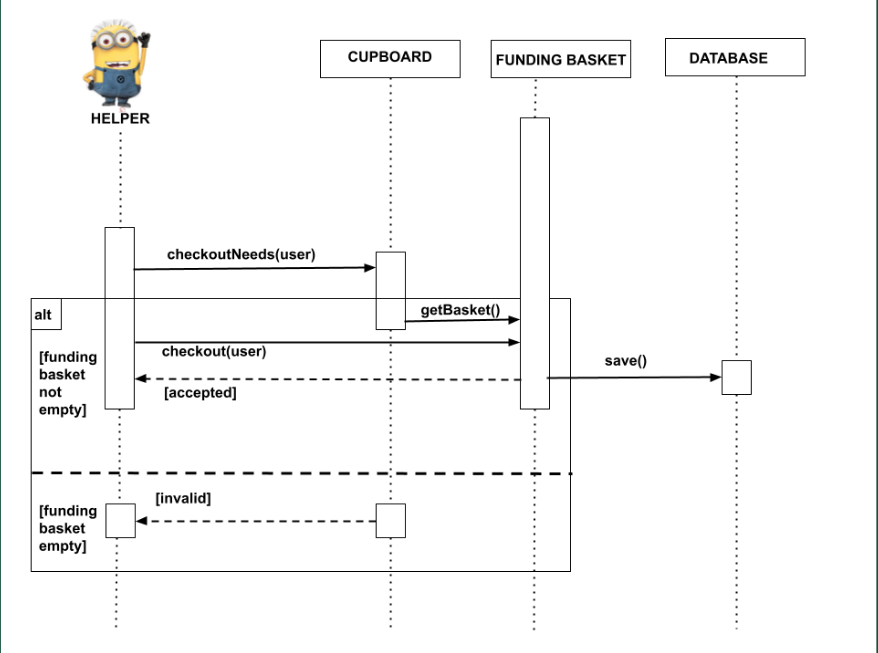 HELPER
CUPBOARD
FUNDING BASKET
DATABASE
checkoutNeeds(user)
alt
getBasket()
[funding
basket
not
empty]
checkout(user)
save()
[accepted]
[funding
basket
empty]
[invalid]